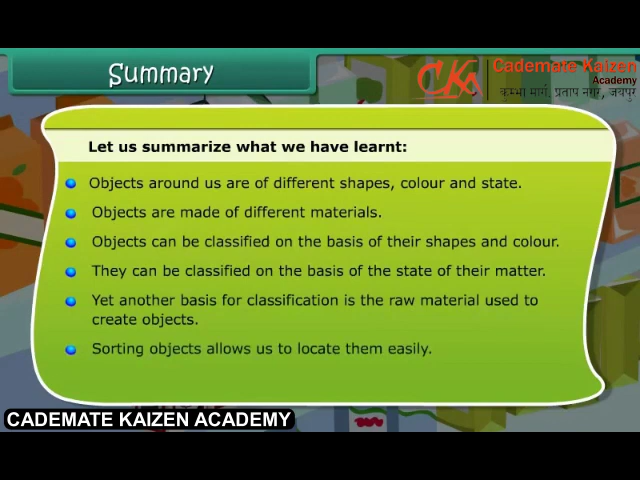 Summary
CKA
Cademate Kaizen
Academy
कुम्भा मार्ग, प्रताप नगर, जयपुर
Let us summarize what we have learnt:
Objects around us are of different shapes, colour and state.
Objects are made of different materials.
Objects can be classified on the basis of their shapes and colour.
They can be classified on the basis of the state of their matter.
Yet another basis for classification is the raw material used to
create objects.
Sorting objects allows us to locate them easily.
CADEMATE KAIZEN ACADEMY